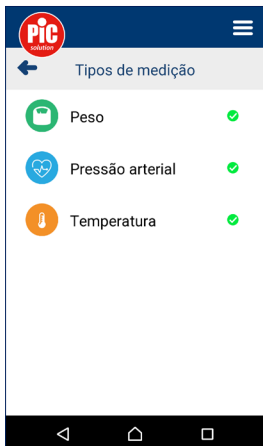 PiC
solution
Tipos de medição
Peso
Pressão arterial
Temperatura